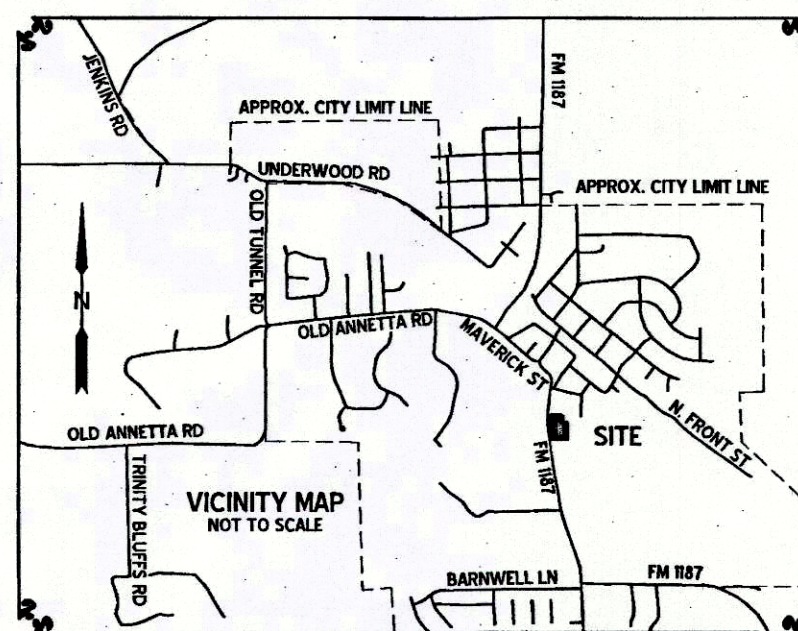 JENKINS RD
FM 1187
APPROX. CITY LIMIT LINE
UNDERWOOD RD
APPROX. CITY LIMIT LINE
OLD TUNNEL RD
N
OLD ANNETTA RD
MAVERICK ST
OLD ANNETTA RD
N. FRONT ST
SITE
FM 1187
TRINITY BLUFFS RD
VICINITY MAP
NOT TO SCALE
BARNWELL LN
FM 1187